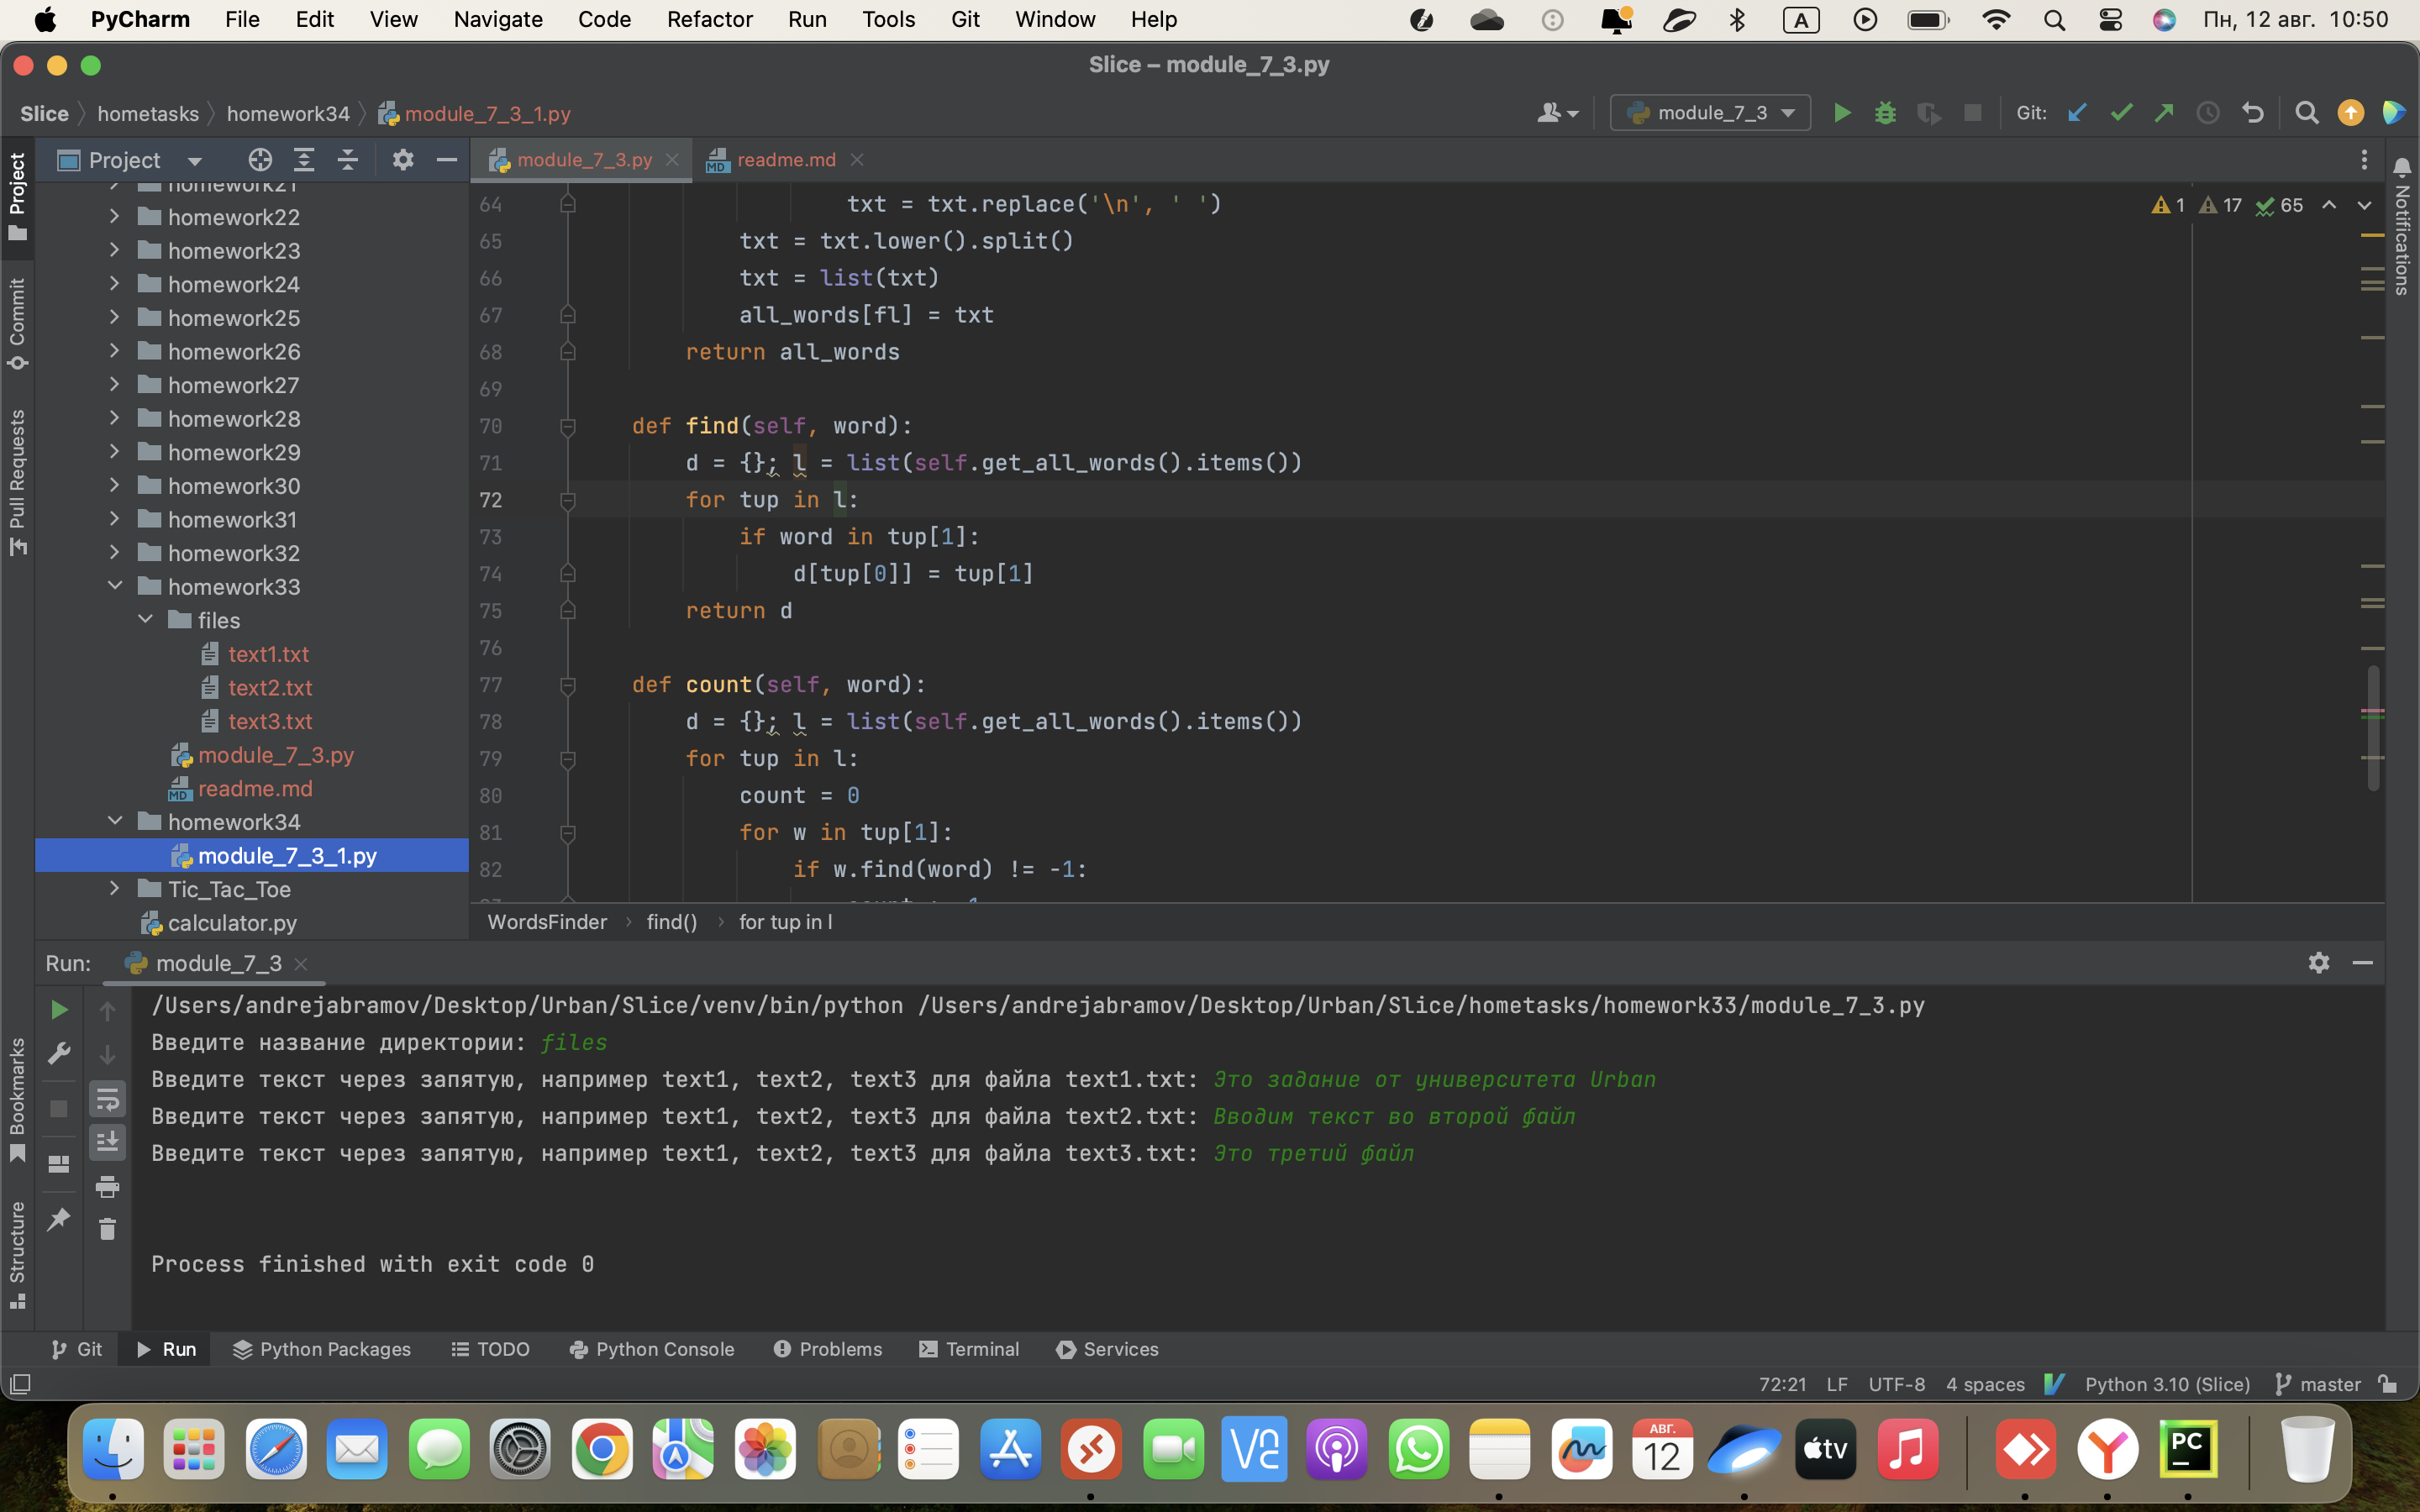 PyCharm File Edit View Navigate Code Refactor Run Tools Git Window Help A Пн, 12 авг. 10:50
Slice – module_7_3.py
Slice hometasks homework34 module_7_3_1.py module_7_3 Git:
Project module_7_3.py readme.md
homework21
homework22
homework23
homework24
homework25
homework26
homework27
homework28
homework29
homework30
homework31
homework32
homework33
files
text1.txt
text2.txt
text3.txt
module_7_3.py
MD readme.md
homework34
module_7_3_1.py
Tic_Tac_Toe
calculator.py
Project
Commit
Pull Requests
Bookmarks
Structure
Notifications
1 17 65
64 txt = txt.replace('\n', ' ')
65 txt = txt.lower().split()
66 txt = list(txt)
67 all_words[fl] = txt
68 return all_words
69
70 def find(self, word):
71 d = {}; l = list(self.get_all_words().items())
72 for tup in l:
73 if word in tup[1]:
74 d[tup[0]] = tup[1]
75 return d
76
77 def count(self, word):
78 d = {}; l = list(self.get_all_words().items())
79 for tup in l:
80 count = 0
81 for w in tup[1]:
82 if w.find(word) != -1:
WordsFinder find() for tup in l
Run: module_7_3
/Users/andrejabramov/Desktop/Urban/Slice/venv/bin/python /Users/andrejabramov/Desktop/Urban/Slice/hometasks/homework33/module_7_3.py
Введите название директории: files
Введите текст через запятую, например text1, text2, text3 для файла text1.txt: Это задание от университета Urban
Введите текст через запятую, например text1, text2, text3 для файла text2.txt: Вводим текст во второй файл
Введите текст через запятую, например text1, text2, text3 для файла text3.txt: Это третий файл
Process finished with exit code 0
Git Run Python Packages TODO Python Console Problems Terminal Services
72:21 LF UTF-8 4 spaces Python 3.10 (Slice) master
АВГ.
12
tv
PC